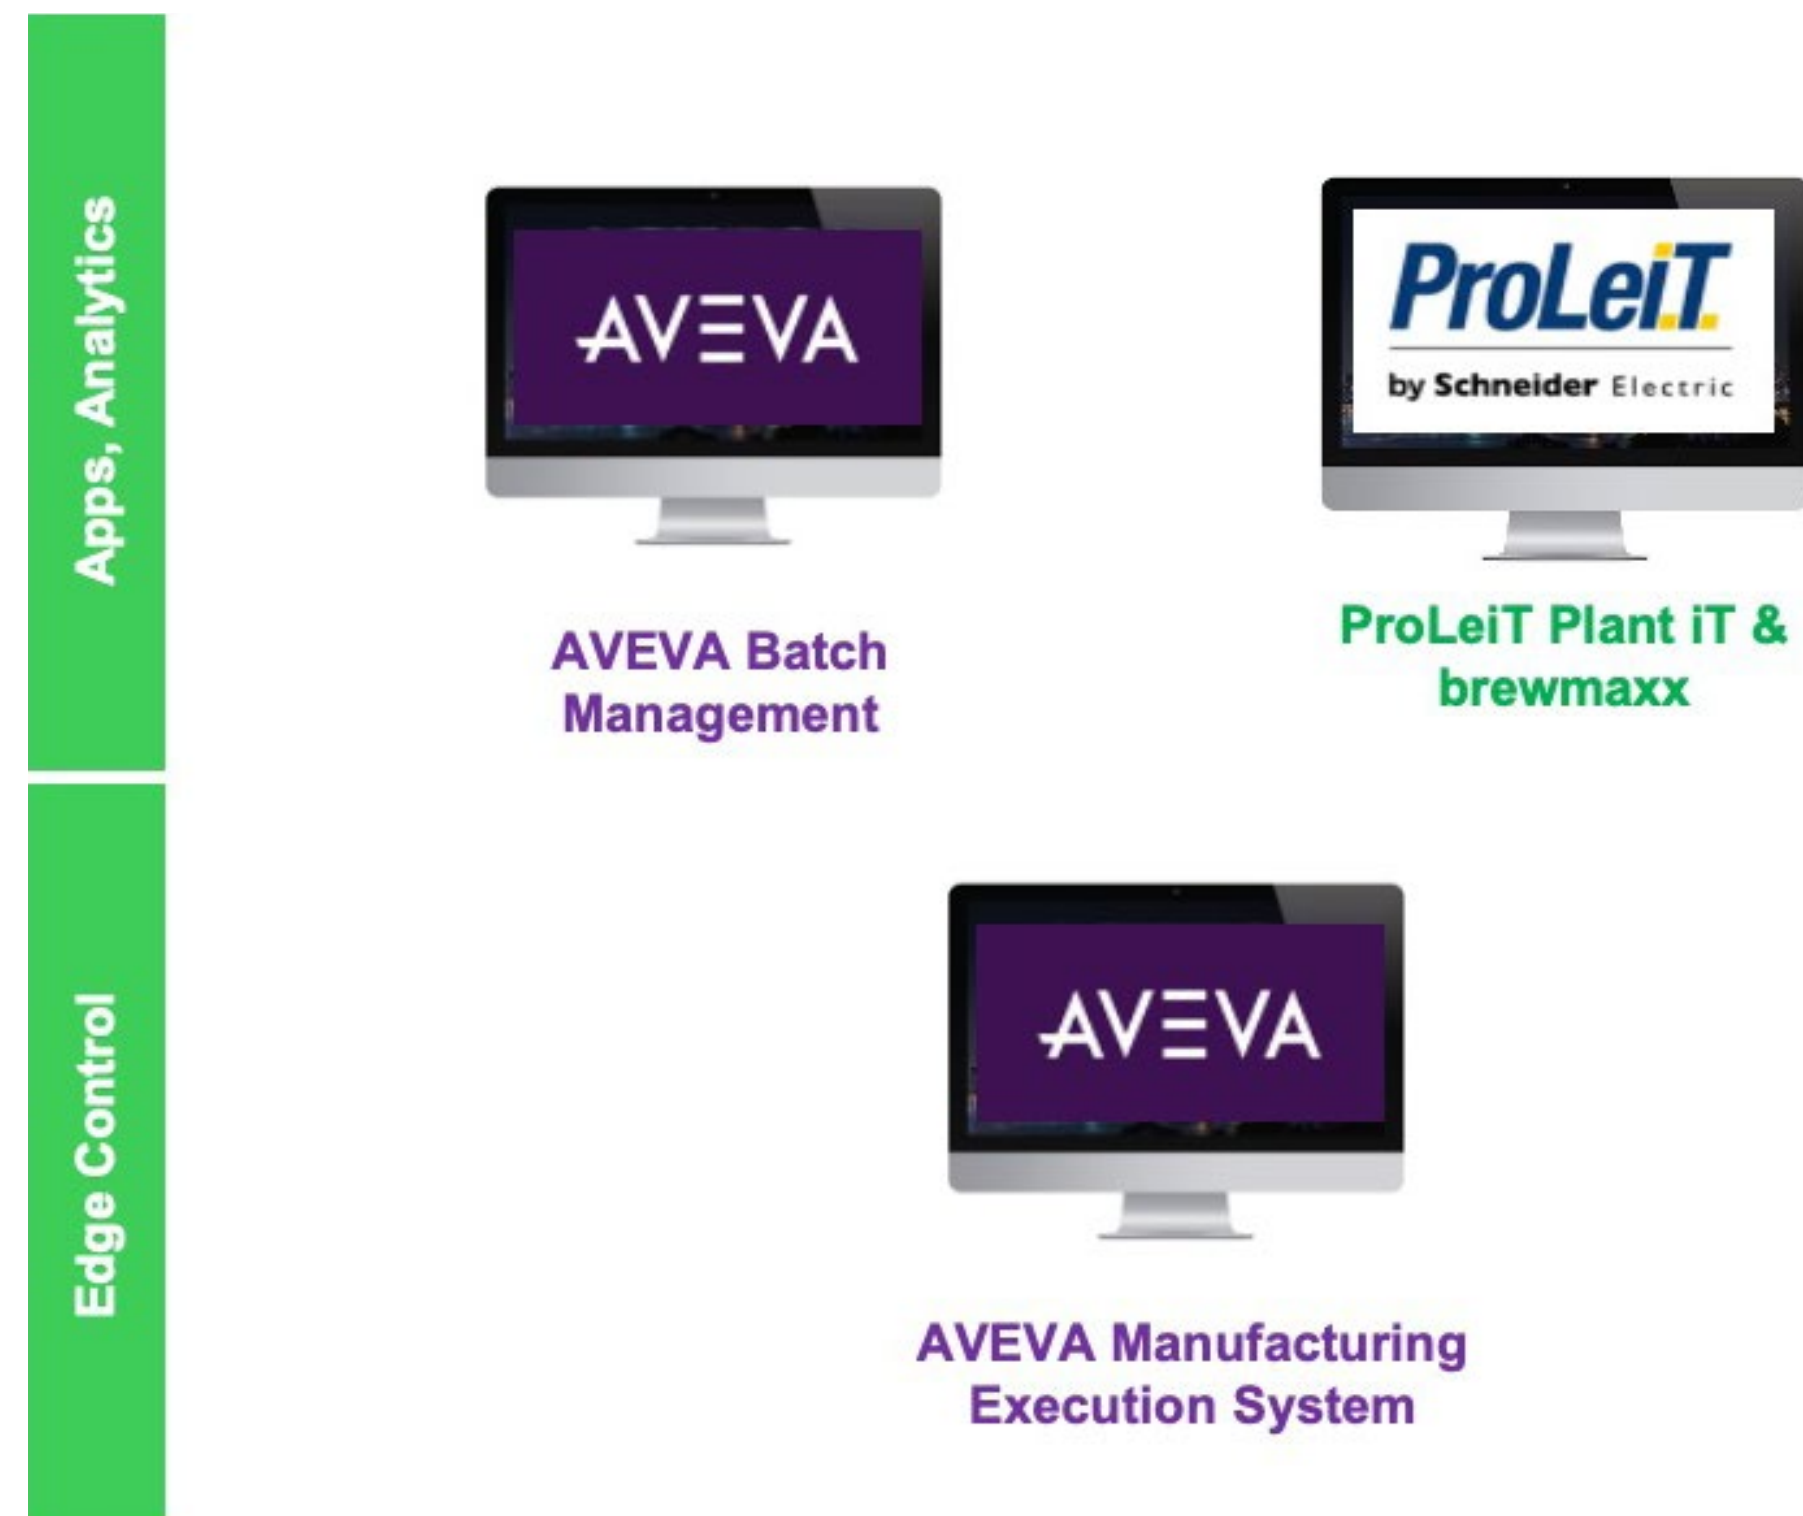 Apps, Analytics
AVEVA
ProLeiT
by Schneider Electric
AVEVA Batch
Management
ProLeiT Plant iT &
brewmaxx
Edge Control
AVEVA
AVEVA Manufacturing
Execution System